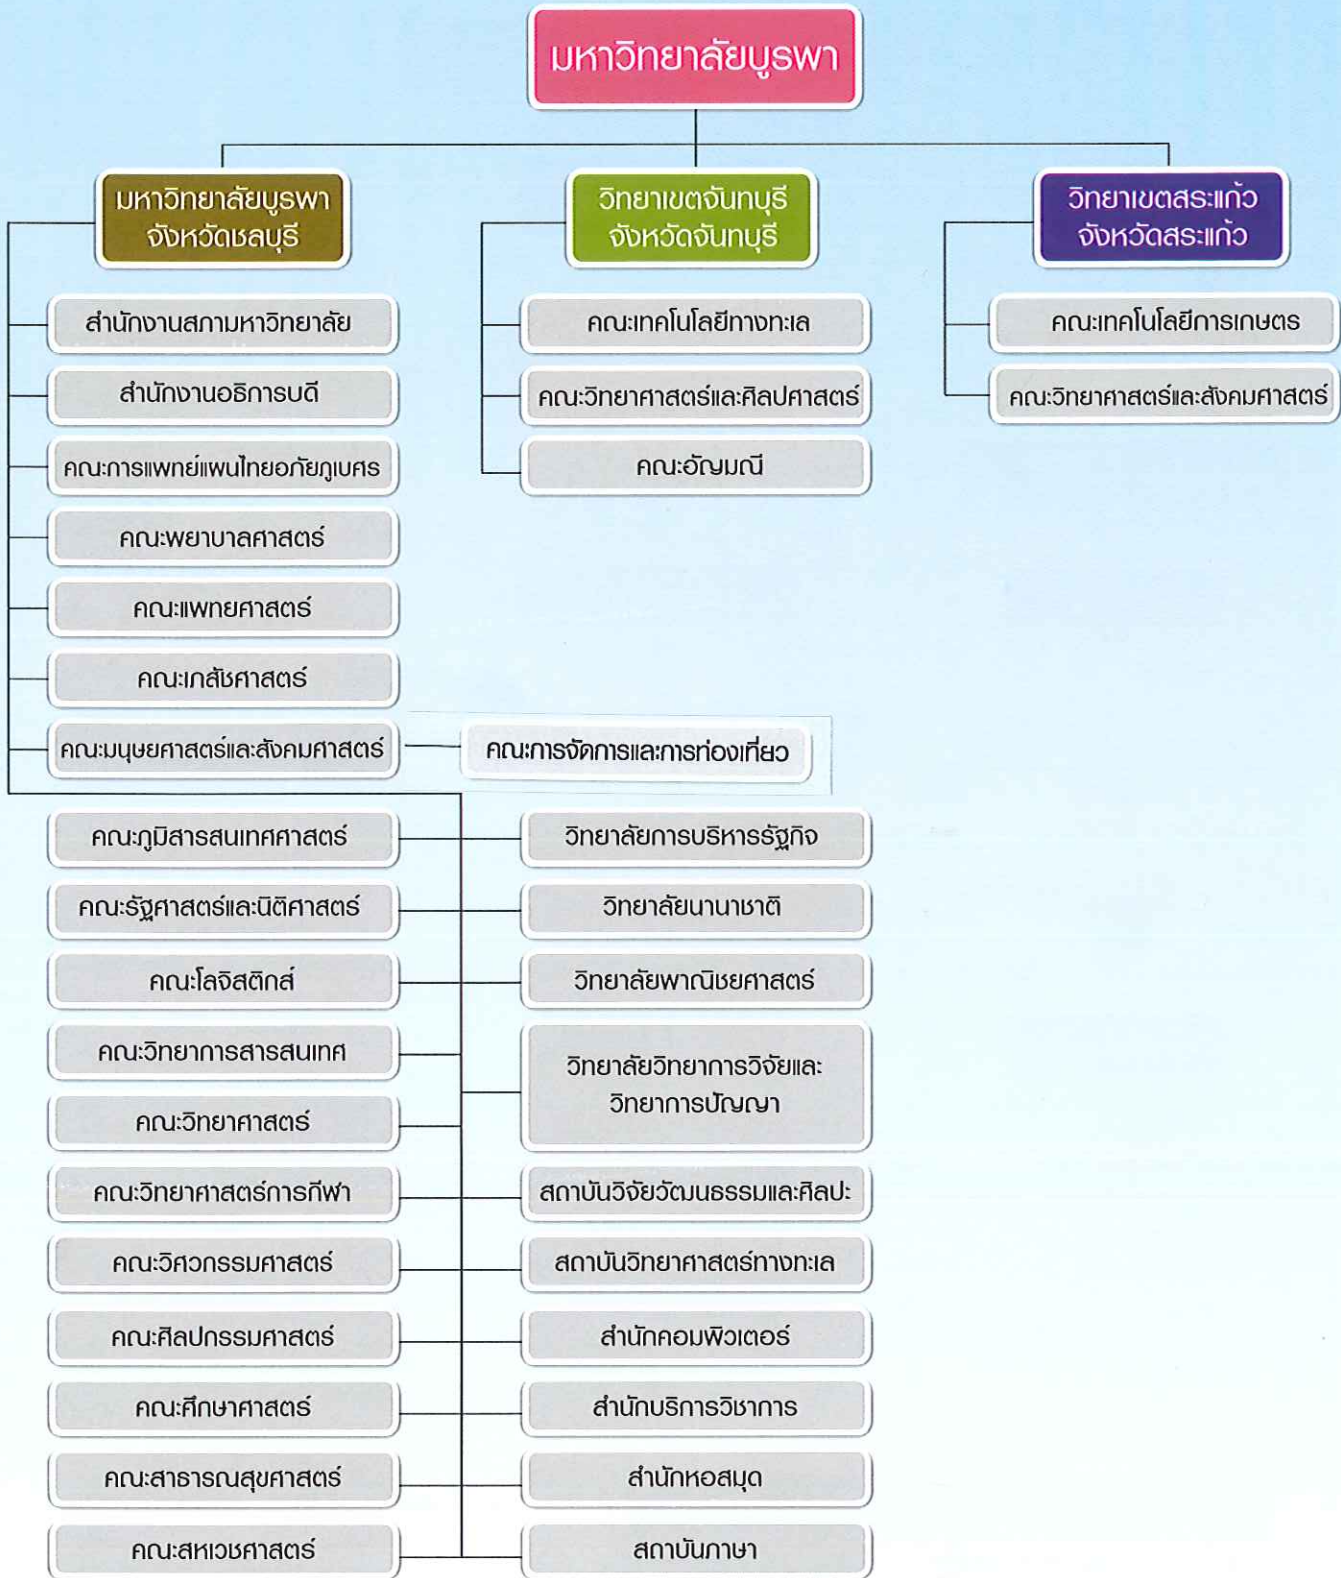 มหาวิทยาลัยบูรพา
มหาวิทยาลัยบูรพา
จังหวัดชลบุรี
วิทยาเขตจันทบุรี
จังหวัดจันทบุรี
วิทยาเขตสระแก้ว
จังหวัดสระแก้ว
สำนักงานสภามหาวิทยาลัย
สำนักงานอธิการบดี
คณะการแพทย์แผนไทยอภัยภูเบศร
คณะพยาบาลศาสตร์
คณะแพทยศาสตร์
คณะเภสัชศาสตร์
คณะมนุษยศาสตร์และสังคมศาสตร์
คณะการจัดการและการท่องเที่ยว
คณะเทคโนโลยีทางทะเล
คณะวิทยาศาสตร์และศิลปศาสตร์
คณะอัญมณี
คณะเทคโนโลยีการเกษตร
คณะวิทยาศาสตร์และสังคมศาสตร์
คณะภูมิสารสนเทศศาสตร์
คณะรัฐศาสตร์และนิติศาสตร์
คณะโลจิสติกส์
คณะวิทยาการสารสนเทศ
คณะวิทยาศาสตร์
คณะวิทยาศาสตร์การกีฬา
คณะวิศวกรรมศาสตร์
คณะศิลปกรรมศาสตร์
คณะศึกษาศาสตร์
คณะสาธารณสุขศาสตร์
คณะสหเวชศาสตร์
วิทยาลัยการบริหารรัฐกิจ
วิทยาลัยนานาชาติ
วิทยาลัยพาณิชยศาสตร์
วิทยาลัยวิทยาการวิจัยและ
วิทยาการปัญญา
สถาบันวิจัยวัฒนธรรมและศิลปะ
สถาบันวิทยาศาสตร์ทางทะเล
สำนักคอมพิวเตอร์
สำนักบริการวิชาการ
สำนักหอสมุด
สถาบันภาษา